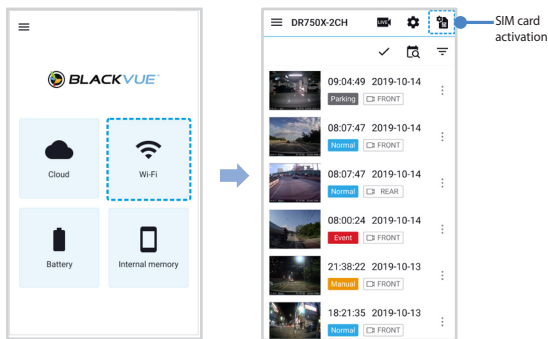 BLACKVUE
Cloud
Wi-Fi
Battery
Internal memory
DR750X-2CH
LIVE
SIM card
activation
09:04:49 2019-10-14
Parking
FRONT
08:07:47 2019-10-14
Normal
FRONT
08:07:47 2019-10-14
Normal
REAR
08:00:24 2019-10-14
Event
FRONT
21:38:22 2019-10-13
Manual
FRONT
18:21:35 2019-10-13
Normal
FRONT